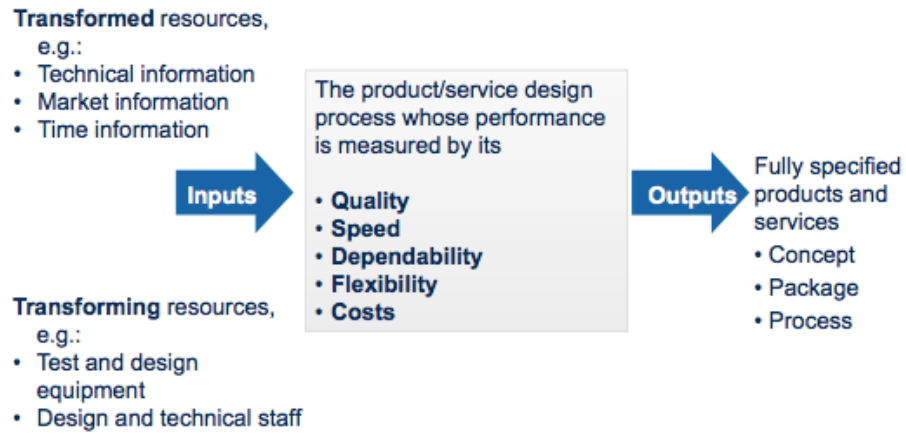 Transformed resources,
e.g.:
• Technical information
• Market information
• Time information
Inputs
Transforming resources,
e.g.:
• Test and design
equipment
• Design and technical staff
The product/service design
process whose performance
is measured by its
• Quality
• Speed
• Dependability
• Flexibility
• Costs
Outputs
Fully specified
products and
services
• Concept
• Package
• Process